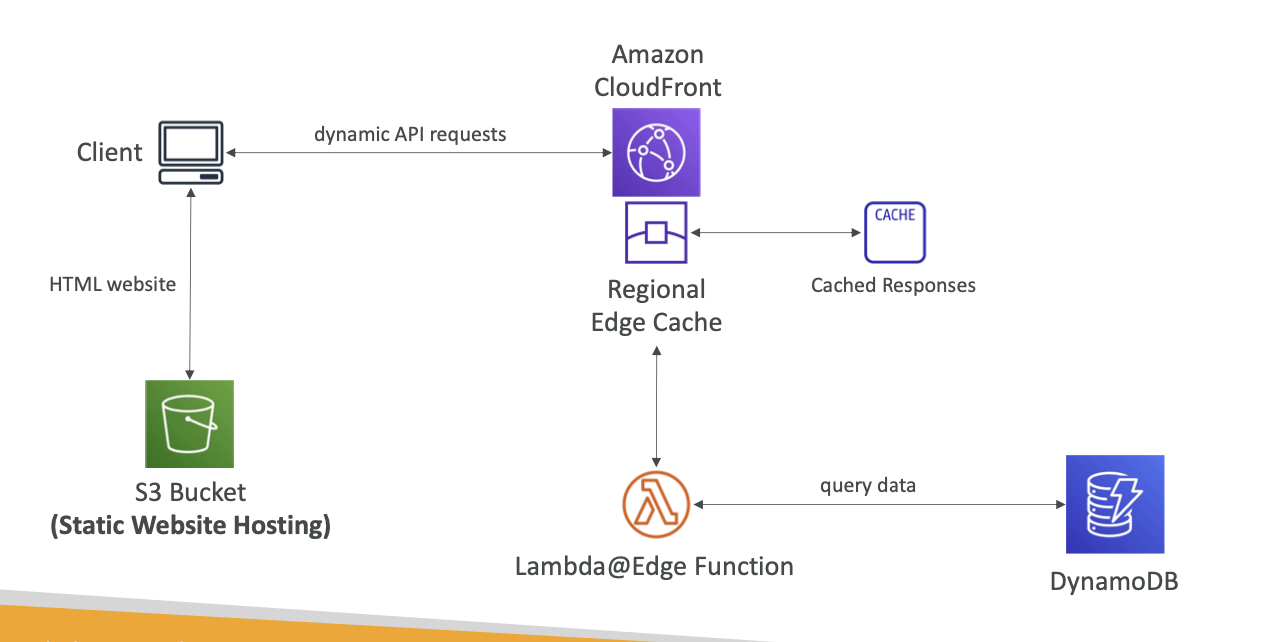 Amazon
CloudFront
Client
dynamic API requests
CACHE
HTML website
Cached Responses
Regional
Edge Cache
S3 Bucket
(Static Website Hosting)
query data
Lambda@Edge Function
DynamoDB